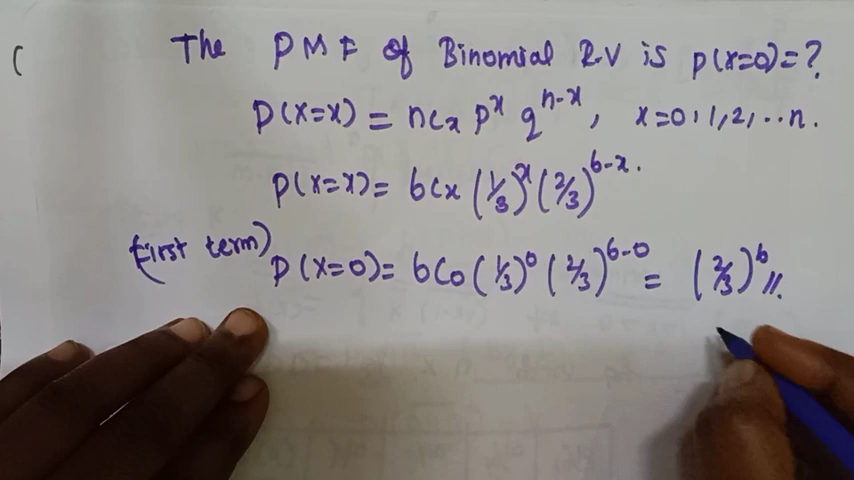 (
The PMF of Binomial R.V is P(X=0)=?
P(X=x) = nCx p^x q^n-x, x=0,1,2,..n.
P(X=x) = 6Cx (1/3)^x (2/3)^6-x.
(First term) P(X=0) = 6C0 (1/3)^0 (2/3)^6-0 = (2/3)^6 //.